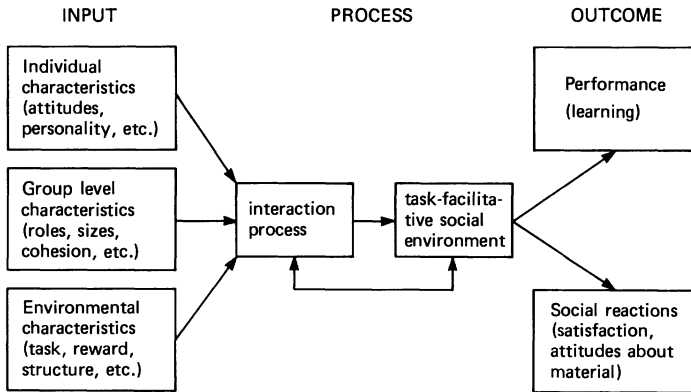 INPUT
PROCESS
OUTCOME
Individual
characteristics
(attitudes,
personality, etc.)
Group level
characteristics
(roles, sizes,
cohesion, etc.)
Environmental
characteristics
(task, reward,
structure, etc.)
interaction
process
task-facilita-
tive social
environment
Performance
(learning)
Social reactions
(satisfaction,
attitudes about
material)